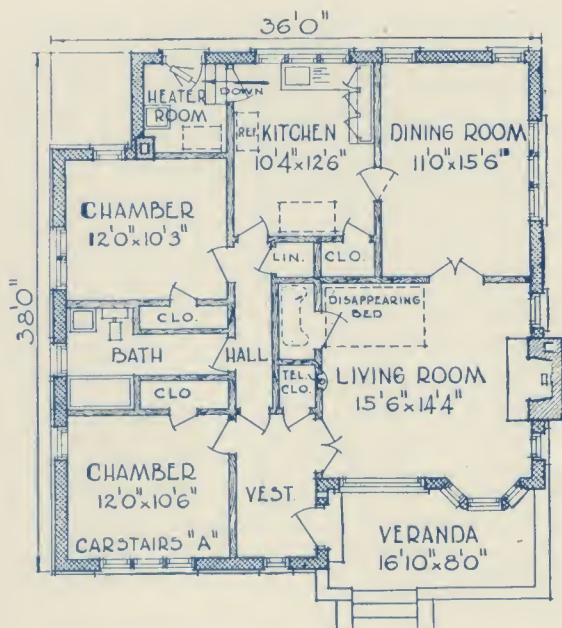 36'0"
HEATER
ROOM
DOWN
REF.
KITCHEN
10'4"x12'6"
DINING ROOM
11'0"x15'6"
CHAMBER
12'0"x10'3"
38'0"
LIN.
CLO.
CLO.
DISAPPEARING
BED
BATH
HALL
TEL.
CLO.
LIVING ROOM
15'6"x14'4"
CLO
CHAMBER
12'0"x10'6"
VEST.
VERANDA
16'10"x8'0"
CARSTAIRS "A"